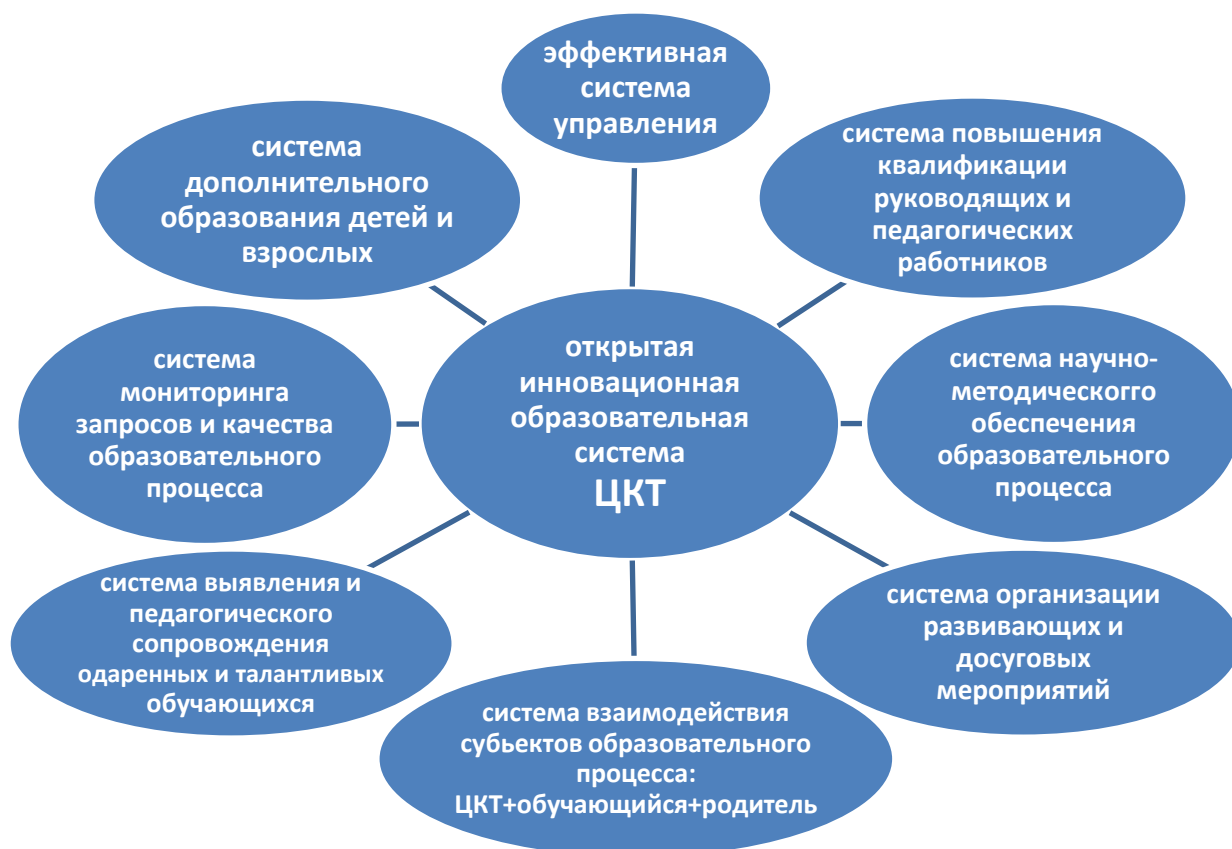 эффективная
система
управления
система
дополнительного
образования детей и
взрослых
система повышения
квалификации
руководящих и
педагогических
работников
открытая
инновационная
образовательная
система
ЦКТ
система
мониторинга
запросов и качества
образовательного
процесса
система научно-
методического
обеспечения
образовательного
процесса
система выявления и
педагогического
сопровождения
одаренных и талантливых
обучающихся
система организации
развивающих и
досуговых
мероприятий
система взаимодействия
субьектов образовательного
процесса:
ЦКТ+обучающийся+родитель